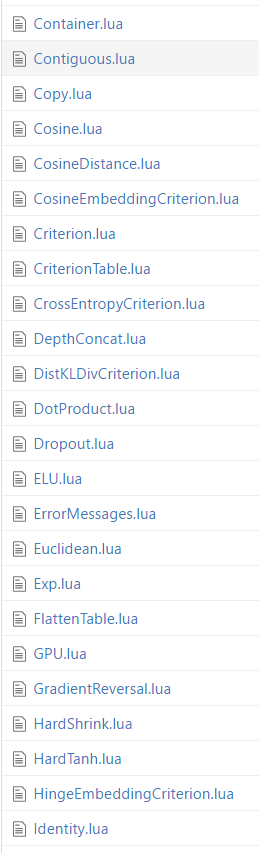 Container.lua
Contiguous.lua
Copy.lua
Cosine.lua
CosineDistance.lua
CosineEmbeddingCriterion.lua
Criterion.lua
CriterionTable.lua
CrossEntropyCriterion.lua
DepthConcat.lua
DistKLDivCriterion.lua
DotProduct.lua
Dropout.lua
ELU.lua
ErrorMessages.lua
Euclidean.lua
Exp.lua
FlattenTable.lua
GPU.lua
GradientReversal.lua
HardShrink.lua
HardTanh.lua
HingeEmbeddingCriterion.lua
Identity.lua